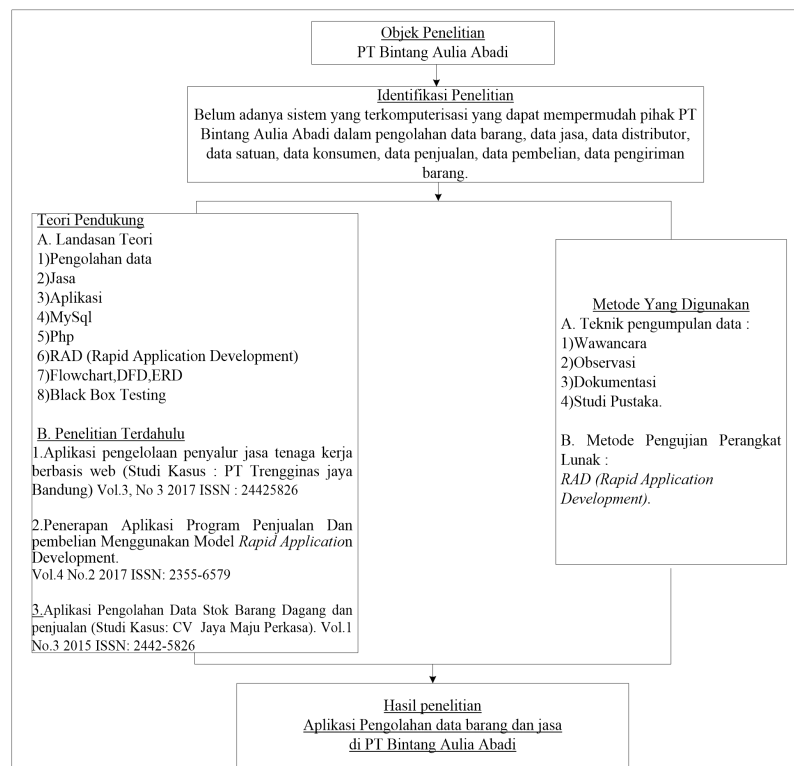 Objek Penelitian
PT Bintang Aulia Abadi
Identifikasi Penelitian
Belum adanya sistem yang terkomputerisasi yang dapat mempermudah pihak PT
Bintang Aulia Abadi dalam pengolahan data barang, data jasa, data distributor,
data satuan, data konsumen, data penjualan, data pembelian, data pengiriman
barang.
Teori Pendukung
A. Landasan Teori
1)Pengolahan data
2)Jasa
3)Aplikasi
4)MySql
5)Php
6)RAD (Rapid Application Development)
7)Flowchart,DFD,ERD
8)Black Box Testing
B. Penelitian Terdahulu
1.Aplikasi pengelolaan penyalur jasa tenaga kerja
berbasis web (Studi Kasus : PT Trengginas jaya
Bandung) Vol.3, No 3 2017 ISSN : 24425826
2.Penerapan Aplikasi Program Penjualan Dan
pembelian Menggunakan Model Rapid Application
Development.
Vol.4 No.2 2017 ISSN: 2355-6579
3.Aplikasi Pengolahan Data Stok Barang Dagang dan
penjualan (Studi Kasus: CV Jaya Maju Perkasa). Vol.1
No.3 2015 ISSN: 2442-5826
Metode Yang Digunakan
A. Teknik pengumpulan data :
1)Wawancara
2)Observasi
3)Dokumentasi
4)Studi Pustaka.
B. Metode Pengujian Perangkat
Lunak :
RAD (Rapid Application
Development).
Hasil penelitian
Aplikasi Pengolahan data barang dan jasa
di PT Bintang Aulia Abadi